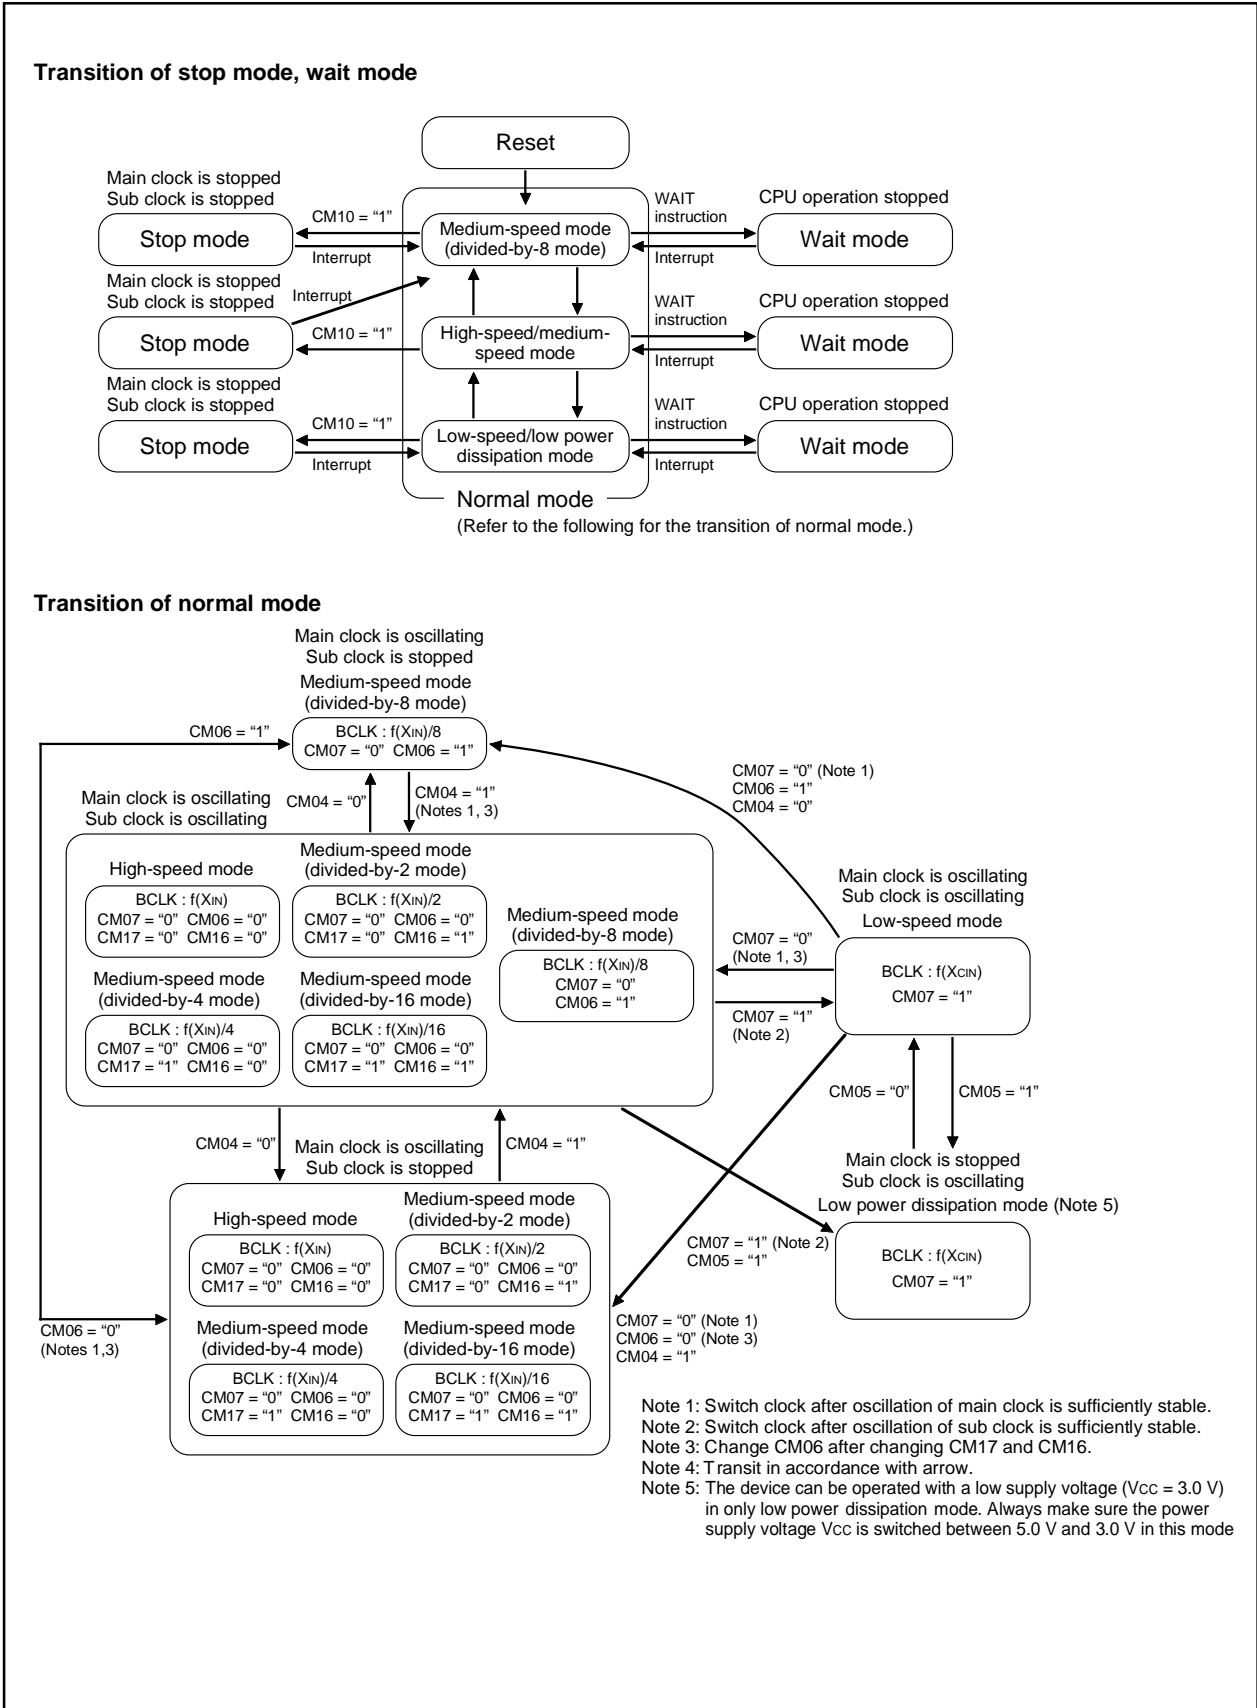 Transition of stop mode, wait mode
Reset
Main clock is stopped
Sub clock is stopped
Stop mode
CM10 = “1”
Interrupt
Medium-speed mode
(divided-by-8 mode)
WAIT
instruction
Interrupt
CPU operation stopped
Wait mode
Main clock is stopped
Sub clock is stopped
Interrupt
Stop mode
CM10 = “1”
High-speed/medium-
speed mode
WAIT
instruction
Interrupt
CPU operation stopped
Wait mode
Main clock is stopped
Sub clock is stopped
Stop mode
CM10 = “1”
Interrupt
Low-speed/low power
dissipation mode
WAIT
instruction
Interrupt
CPU operation stopped
Wait mode
Normal mode
(Refer to the following for the transition of normal mode.)
Transition of normal mode
Main clock is oscillating
Sub clock is stopped
Medium-speed mode
(divided-by-8 mode)
CM06 = “1”
BCLK : f(XIN)/8
CM07 = “0” CM06 = “1”
CM07 = “0” (Note 1)
CM06 = “1”
CM04 = “0”
Main clock is oscillating
Sub clock is oscillating
CM04 = “0”
CM04 = “1”
(Notes 1, 3)
High-speed mode
BCLK : f(XIN)
CM07 = “0” CM06 = “0”
CM17 = “0” CM16 = “0”
Medium-speed mode
(divided-by-2 mode)
BCLK : f(XIN)/2
CM07 = “0” CM06 = “0”
CM17 = “0” CM16 = “1”
Medium-speed mode
(divided-by-8 mode)
BCLK : f(XIN)/8
CM07 = “0”
CM06 = “1”
Medium-speed mode
(divided-by-4 mode)
BCLK : f(XIN)/4
CM07 = “0” CM06 = “0”
CM17 = “1” CM16 = “0”
Medium-speed mode
(divided-by-16 mode)
BCLK : f(XIN)/16
CM07 = “0” CM06 = “0”
CM17 = “1” CM16 = “1”
CM07 = “0”
(Note 1, 3)
CM07 = “1”
(Note 2)
Main clock is oscillating
Sub clock is oscillating
Low-speed mode
BCLK : f(XCIN)
CM07 = “1”
CM05 = “0”
CM05 = “1”
Main clock is stopped
Sub clock is oscillating
Low power dissipation mode (Note 5)
BCLK : f(XCIN)
CM07 = “1”
CM04 = “0”
Main clock is oscillating
Sub clock is stopped
CM04 = “1”
High-speed mode
BCLK : f(XIN)
CM07 = “0” CM06 = “0”
CM17 = “0” CM16 = “0”
Medium-speed mode
(divided-by-2 mode)
BCLK : f(XIN)/2
CM07 = “0” CM06 = “0”
CM17 = “0” CM16 = “1”
CM07 = “1” (Note 2)
CM05 = “1”
CM06 = “0”
(Notes 1,3)
Medium-speed mode
(divided-by-4 mode)
BCLK : f(XIN)/4
CM07 = “0” CM06 = “0”
CM17 = “1” CM16 = “0”
Medium-speed mode
(divided-by-16 mode)
BCLK : f(XIN)/16
CM07 = “0” CM06 = “0”
CM17 = “1” CM16 = “1”
CM07 = “0” (Note 1)
CM06 = “0” (Note 3)
CM04 = “1”
Note 1: Switch clock after oscillation of main clock is sufficiently stable.
Note 2: Switch clock after oscillation of sub clock is sufficiently stable.
Note 3: Change CM06 after changing CM17 and CM16.
Note 4: Transit in accordance with arrow.
Note 5: The device can be operated with a low supply voltage (VCC = 3.0 V)
in only low power dissipation mode. Always make sure the power
supply voltage VCC is switched between 5.0 V and 3.0 V in this mode